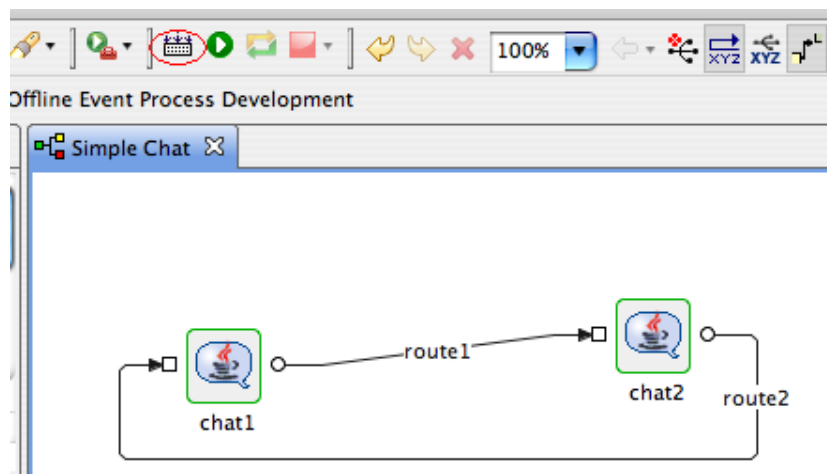 100%
XYZ
XYZ
Offline Event Process Development
Simple Chat
route1
chat2
route2
chat1